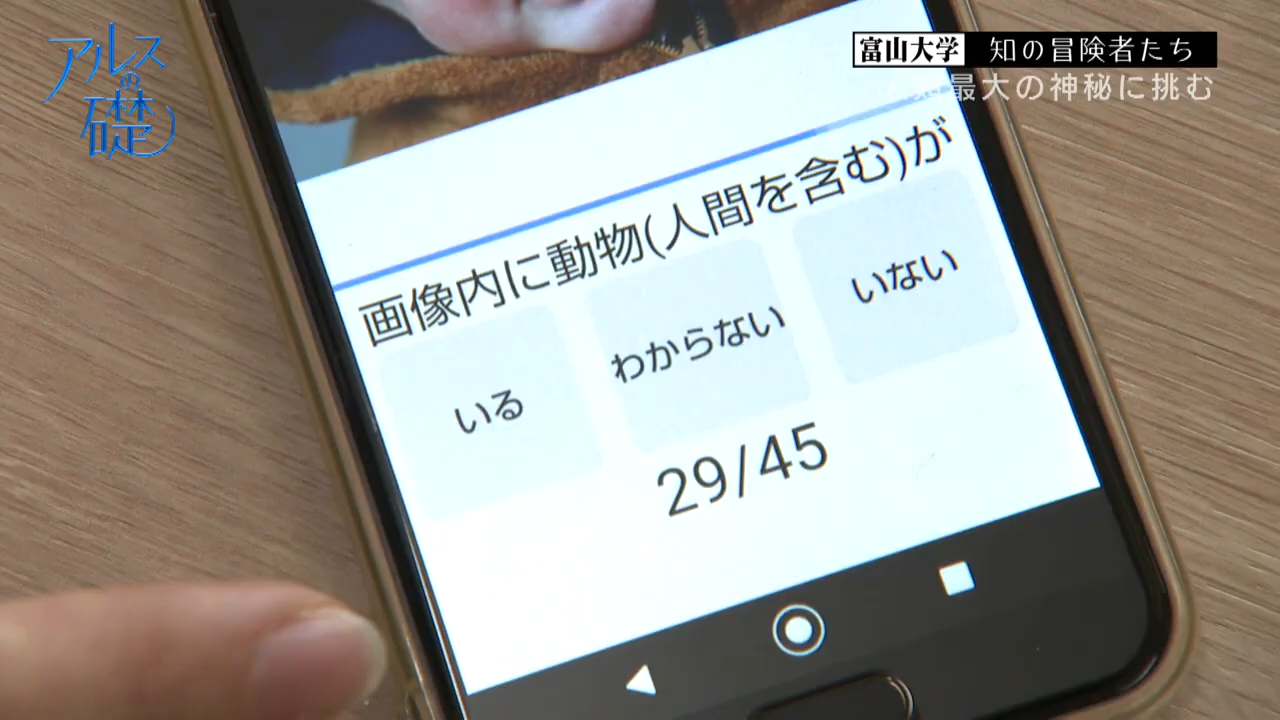 アルスの礎
富山大学 知の冒険者たち
最大の神秘に挑む
画像内に動物(人間を含む)が
いる
わからない
いない
29/45